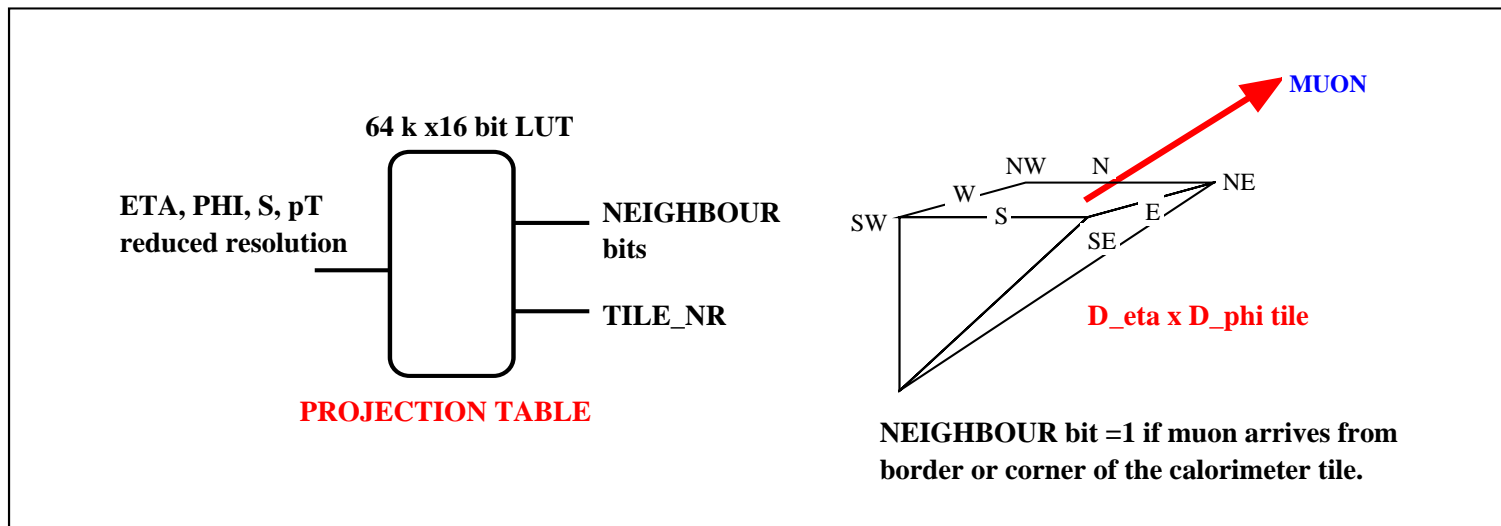 64 k x16 bit LUT
ETA, PHI, S, pT
reduced resolution
NEIGHBOUR
bits
TILE_NR
PROJECTION TABLE
MUON
NW
N
NE
W
E
SW
S
SE
D_eta x D_phi tile
NEIGHBOUR bit =1 if muon arrives from
border or corner of the calorimeter tile.